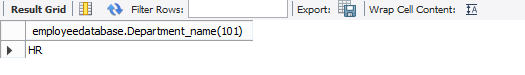 Result Grid Filter Rows: Export: Wrap Cell Content:
employeedatabase.Department_name(101)
HR